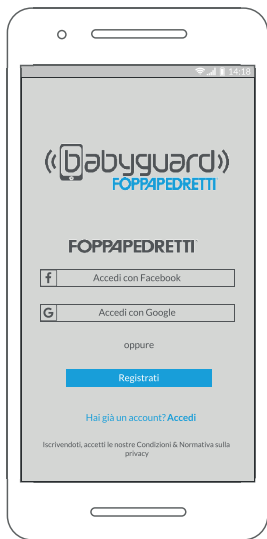 14:18
babyguard
FOPPAPEDRETTI
FOPPAPEDRETTI
f Accedi con Facebook
G Accedi con Google
oppure
Registrati
Hai già un account? Accedi
Iscrivendoti, accetti le nostre Condizioni & Normativa sulla
privacy